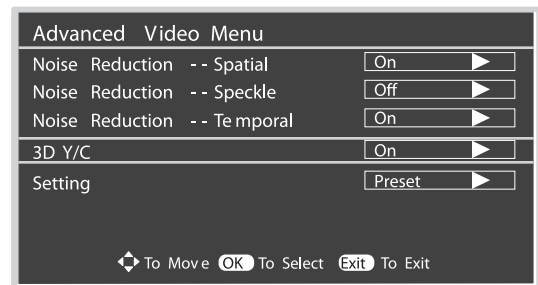 Advanced Video Menu
Noise Reduction -- Spatial On
Noise Reduction -- Speckle Off
Noise Reduction -- Temporal On
3D Y/C On
Setting Preset
To Move OK To Select Exit To Exit